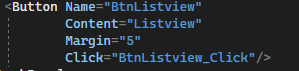 <Button Name="BtnListview"
Content="Listview"
Margin="5"
Click="BtnListview_Click"/>